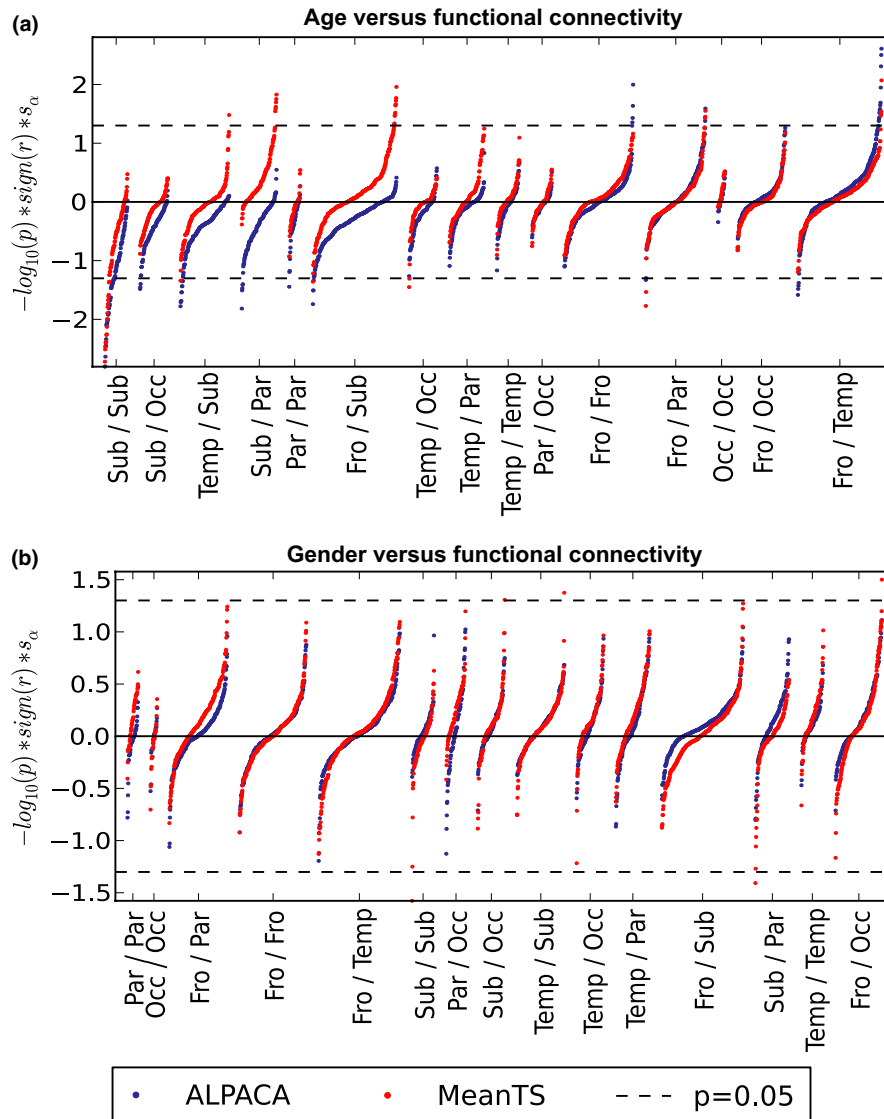 (a)
Age versus functional connectivity
−log10(p) * sign(r) * sα
2
1
0
−1
−2
Sub / Sub
Sub / Occ
Temp / Sub
Sub / Par
Par / Par
Fro / Sub
Temp / Occ
Temp / Par
Temp / Temp
Par / Occ
Fro / Fro
Fro / Par
Occ / Occ
Fro / Occ
Fro / Temp
(b)
Gender versus functional connectivity
−log10(p) * sign(r) * sα
1.5
1.0
0.5
0.0
−0.5
−1.0
−1.5
Par / Par
Occ / Occ
Fro / Par
Fro / Fro
Fro / Temp
Sub / Sub
Par / Occ
Sub / Occ
Temp / Sub
Temp / Occ
Temp / Par
Fro / Sub
Sub / Par
Temp / Temp
Fro / Occ
ALPACA MeanTS p=0.05